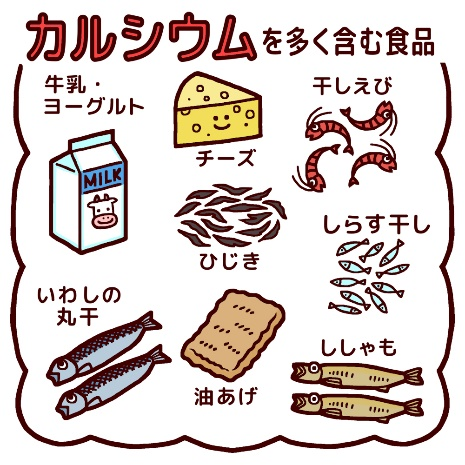 カルシウムを多く含む食品
牛乳・
ヨーグルト
チーズ
干しえび
MILK
ひじき
しらす干し
いわしの
丸干
油あげ
ししゃも